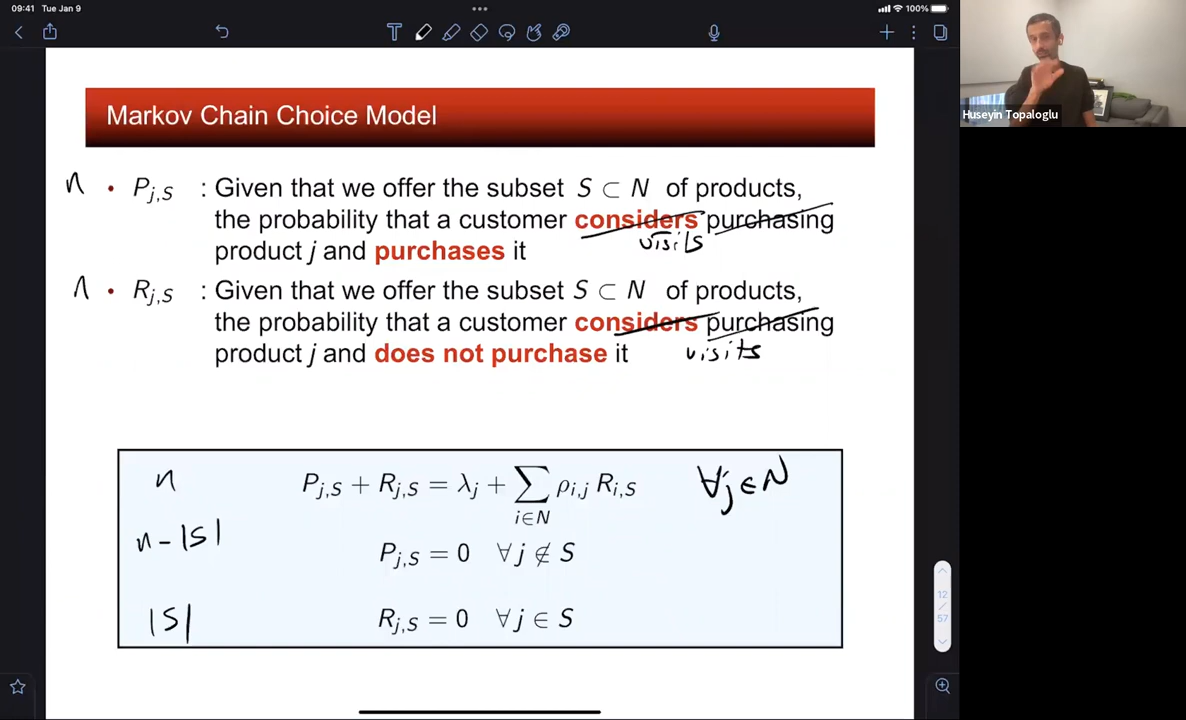 09:41 Tue Jan 9
100%
Huseyin Topaloglu
Markov Chain Choice Model
n • P_{j,S} : Given that we offer the subset S ⊂ N of products,
the probability that a customer considers purchasing
visits
product j and purchases it
n • R_{j,S} : Given that we offer the subset S ⊂ N of products,
the probability that a customer considers purchasing
visits
product j and does not purchase it
n P_{j,S} + R_{j,S} = λ_j + ∑_{i∈N} ρ_{i,j} R_{i,S} ∀j∈N
n - |S| P_{j,S} = 0 ∀ j ∉ S
|S| R_{j,S} = 0 ∀ j ∈ S
12
/
57